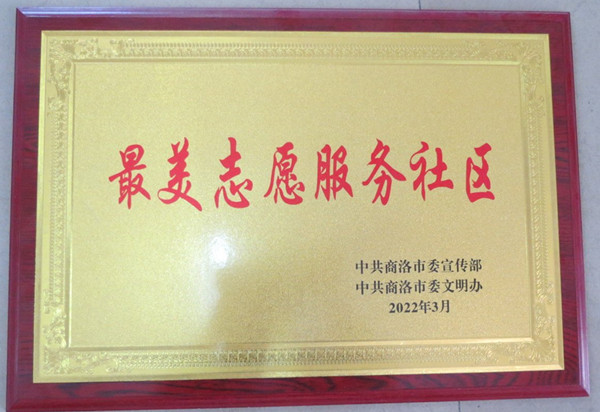 最美志愿服务社区
中共商洛市委宣传部
中共商洛市委文明办
2022年3月